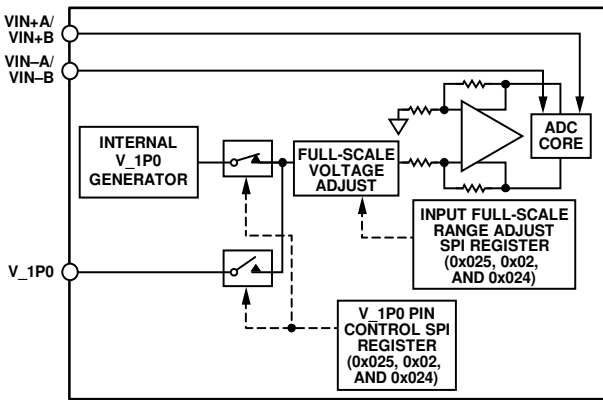 VIN+A/
VIN+B
VIN–A/
VIN–B
INTERNAL
V_1P0
GENERATOR
FULL-SCALE
VOLTAGE
ADJUST
ADC
CORE
INPUT FULL-SCALE
RANGE ADJUST
SPI REGISTER
(0x025, 0x02,
AND 0x024)
V_1P0
V_1P0 PIN
CONTROL SPI
REGISTER
(0x025, 0x02,
AND 0x024)